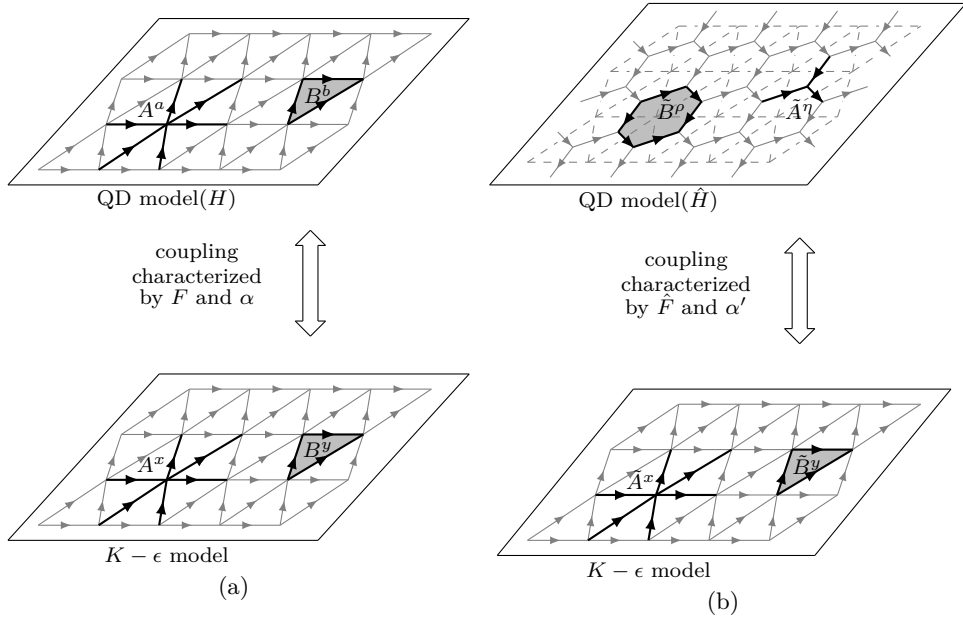 A^a
B^b
QD model(H)
coupling
characterized
by F and α
A^x
B^y
K − ϵ model
(a)
B̃^ρ
Ã^η
QD model(Ĥ)
coupling
characterized
by F̂ and α′
Ã^x
B̃^y
K − ϵ model
(b)